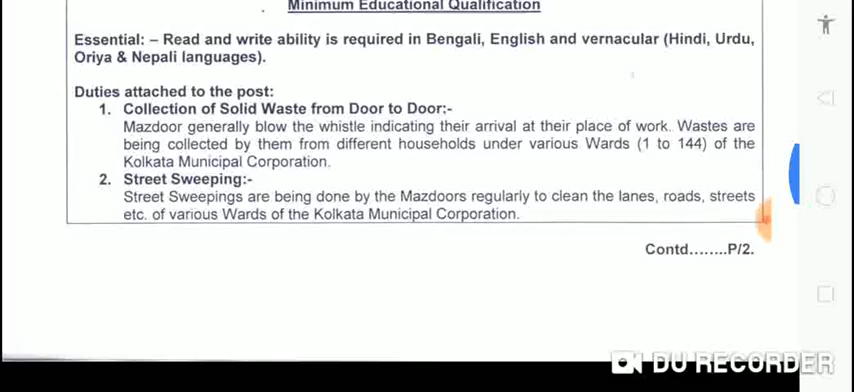 Minimum Educational Qualification
Essential: – Read and write ability is required in Bengali, English and vernacular (Hindi, Urdu,
Oriya & Nepali languages).
Duties attached to the post:
1. Collection of Solid Waste from Door to Door:-
Mazdoor generally blow the whistle indicating their arrival at their place of work. Wastes are
being collected by them from different households under various Wards (1 to 144) of the
Kolkata Municipal Corporation.
2. Street Sweeping:-
Street Sweepings are being done by the Mazdoors regularly to clean the lanes, roads, streets
etc. of various Wards of the Kolkata Municipal Corporation.
Contd........P/2.
DU RECORDER